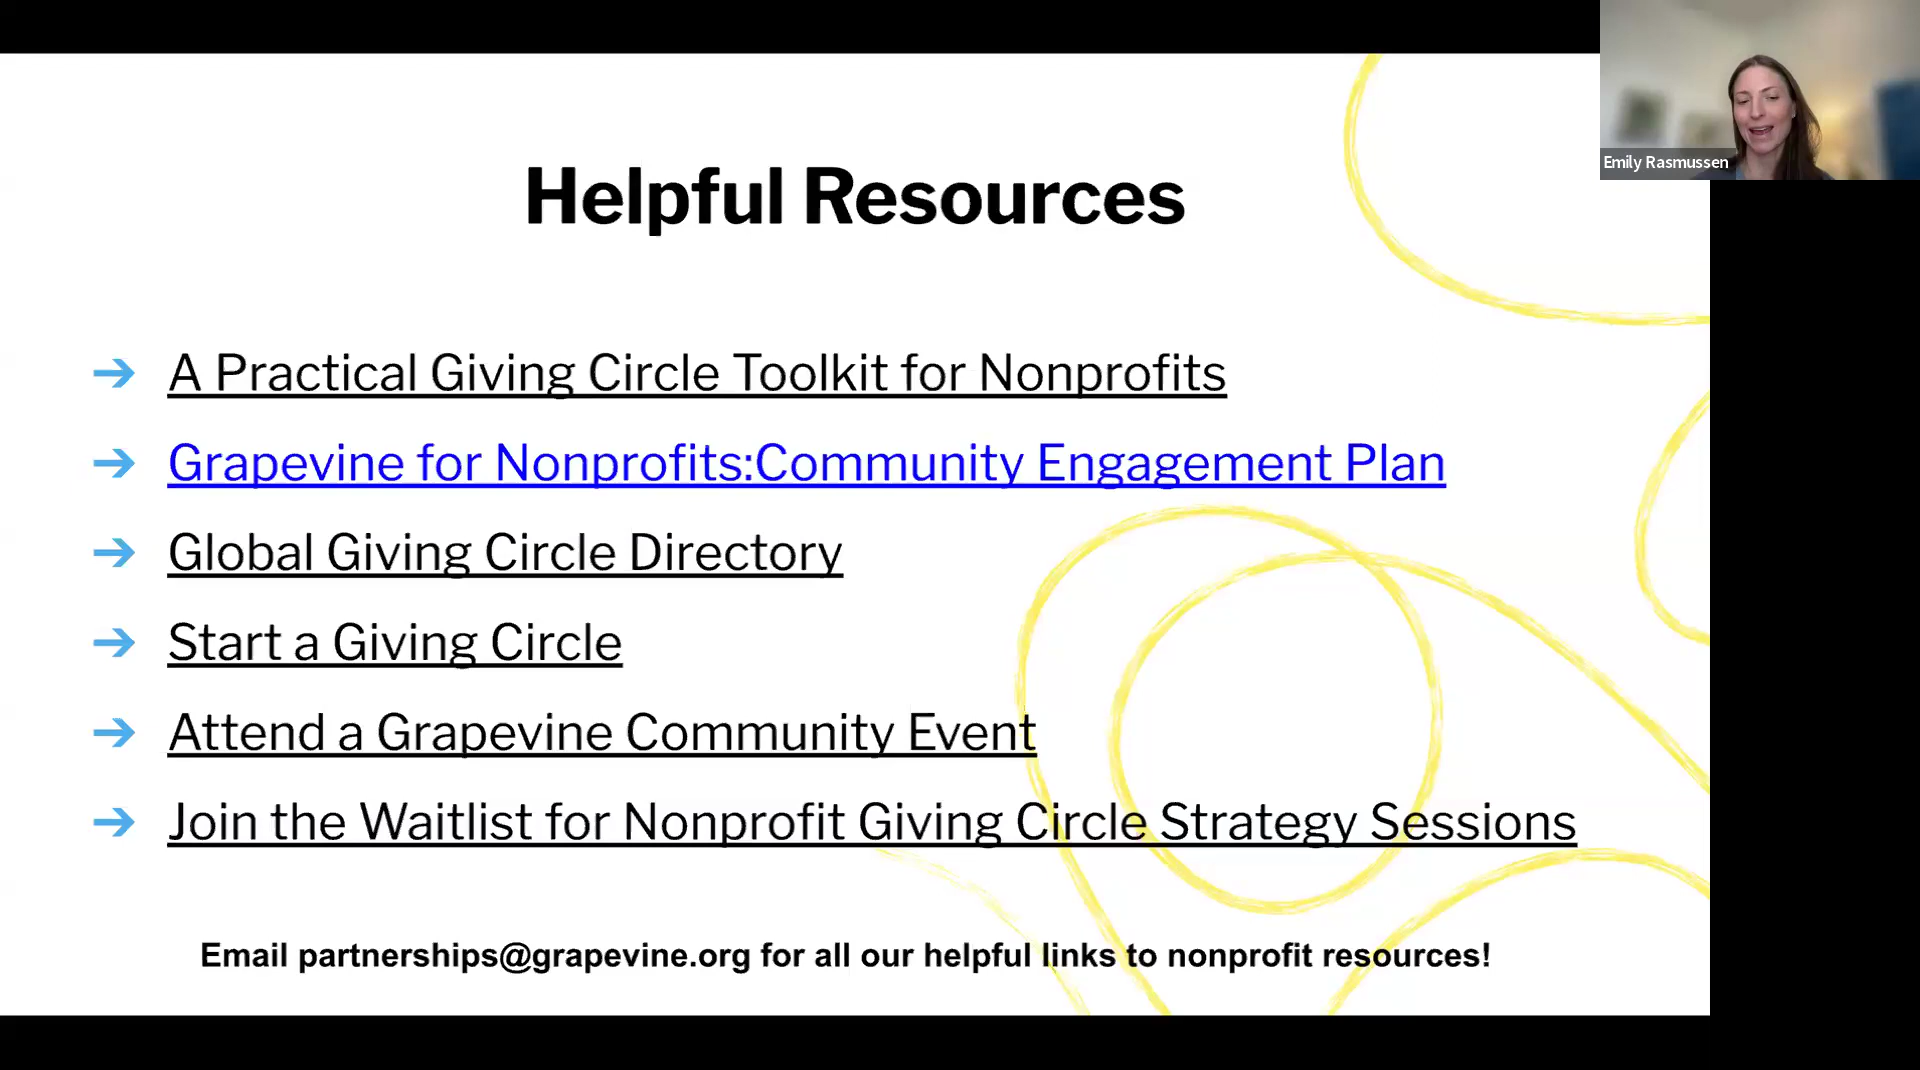 Emily Rasmussen
Helpful Resources
➔ A Practical Giving Circle Toolkit for Nonprofits
➔ Grapevine for Nonprofits:Community Engagement Plan
➔ Global Giving Circle Directory
➔ Start a Giving Circle
➔ Attend a Grapevine Community Event
➔ Join the Waitlist for Nonprofit Giving Circle Strategy Sessions
Email partnerships@grapevine.org for all our helpful links to nonprofit resources!